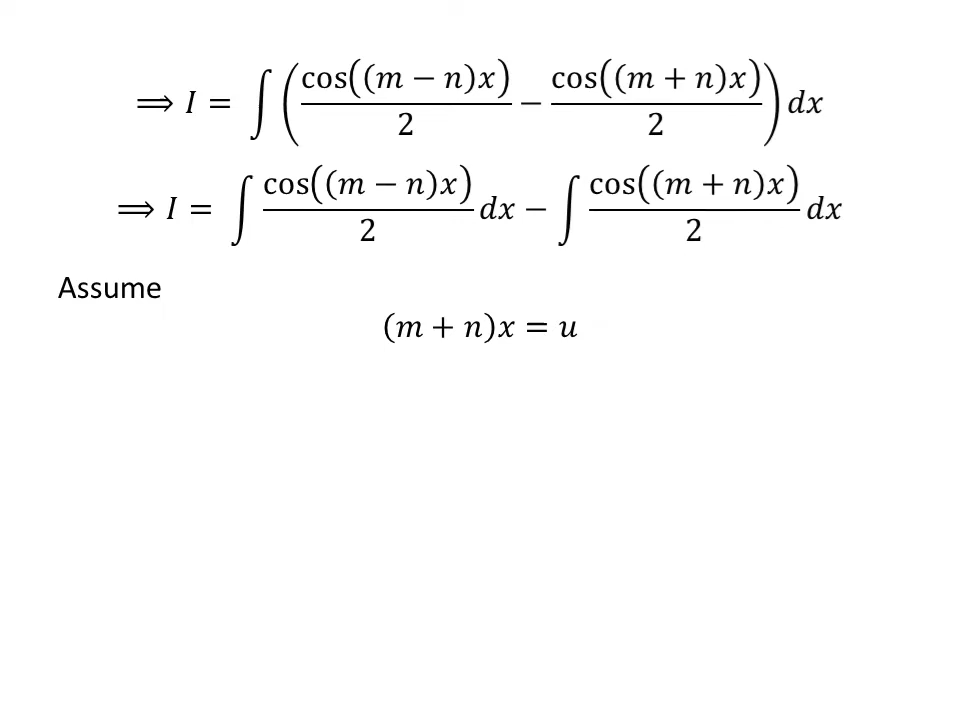 ⟹ I = ∫ (cos((m − n)x)/2 − cos((m + n)x)/2) dx
⟹ I = ∫ cos((m − n)x)/2 dx − ∫ cos((m + n)x)/2 dx
Assume
(m + n)x = u